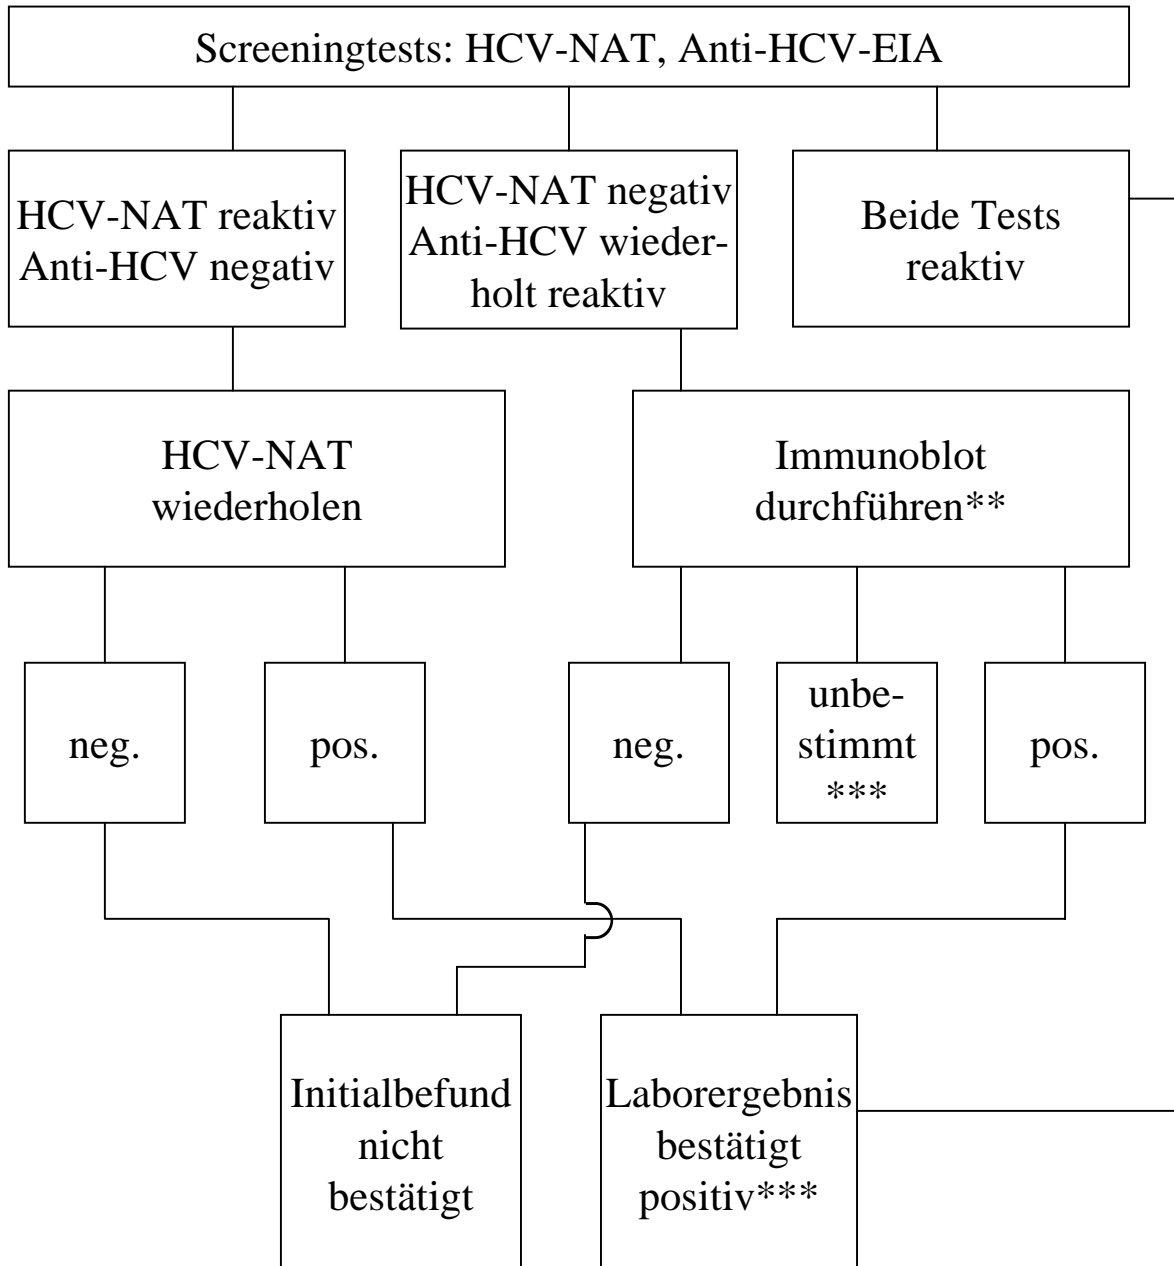 Screeningtests: HCV-NAT, Anti-HCV-EIA
HCV-NAT reaktiv
Anti-HCV negativ
HCV-NAT negativ
Anti-HCV wieder-
holt reaktiv
Beide Tests
reaktiv
HCV-NAT
wiederholen
Immunoblot
durchführen**
neg.
pos.
neg.
unbe-
stimmt
***
pos.
Initialbefund
nicht
bestätigt
Laborergebnis
bestätigt
positiv***